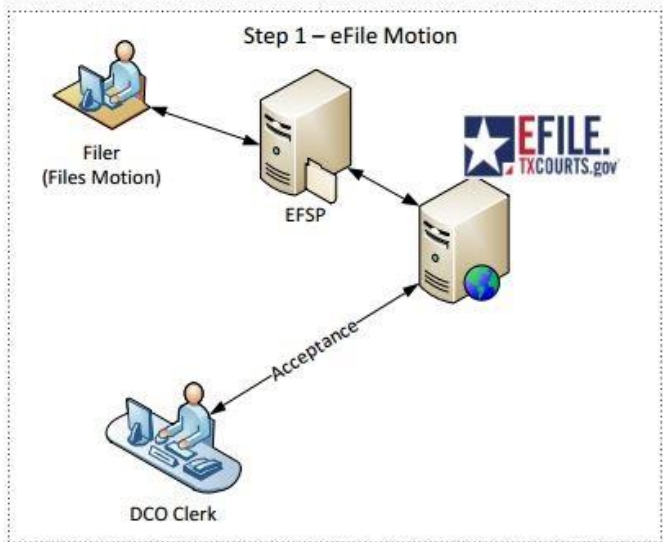 Step 1 – eFile Motion
Filer
(Files Motion)
EFSP
EFILE.
TXCOURTS.gov
Acceptance
DCO Clerk